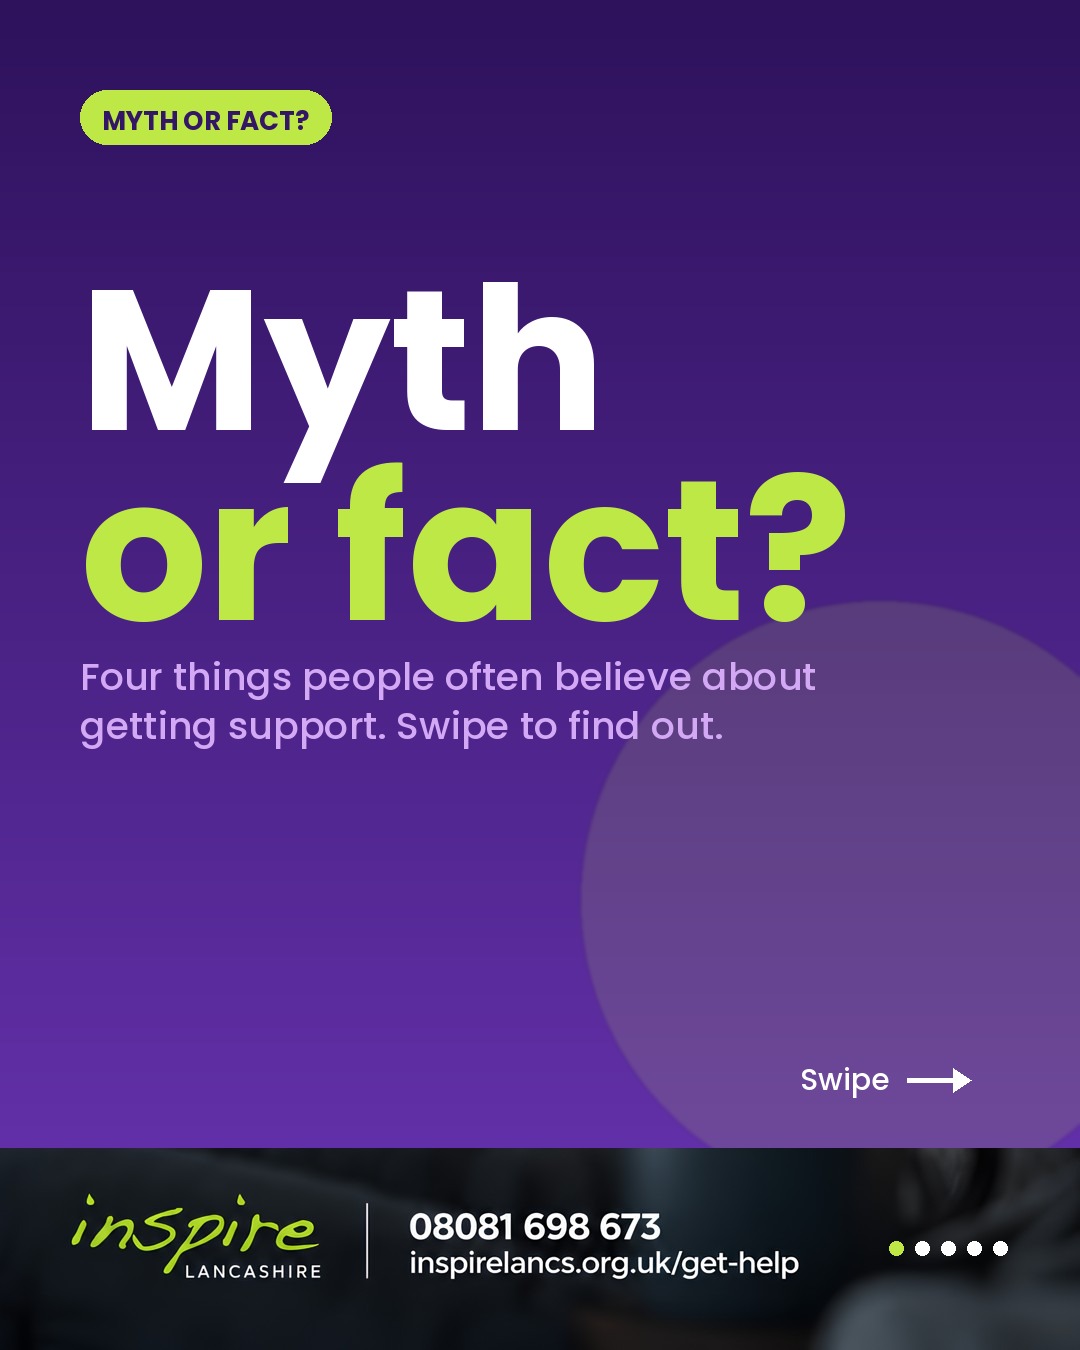 MYTH OR FACT?
Myth
or fact?
Four things people often believe about
getting support. Swipe to find out.
Swipe
inspire
LANCASHIRE
08081 698 673
inspirelancs.org.uk/get-help